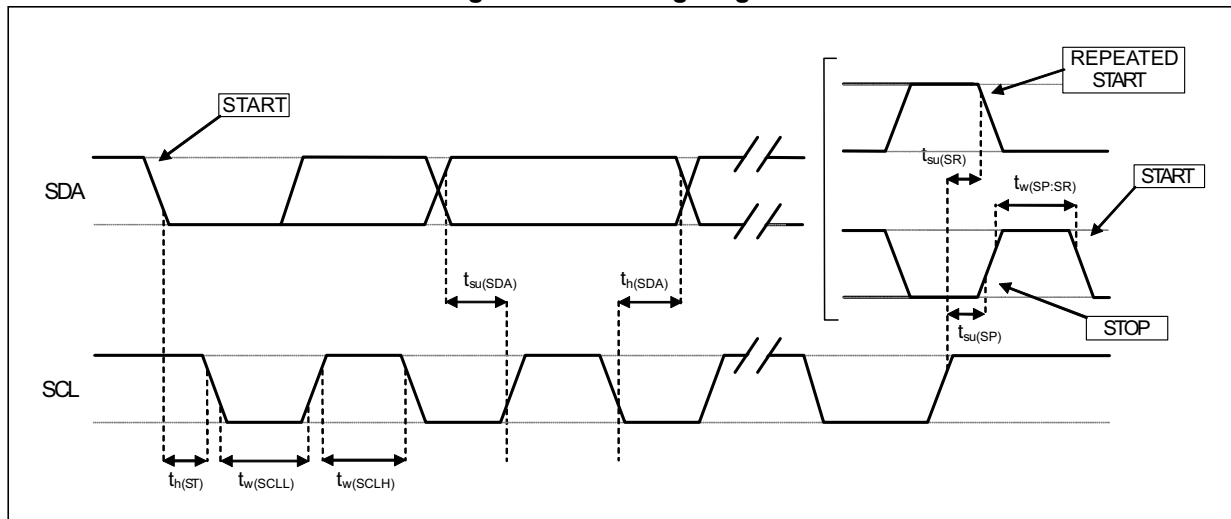 START
REPEATED
START
SDA
tsu(SR)
tw(SP:SR)
START
tsu(SDA)
th(SDA)
tsu(SP)
STOP
SCL
th(ST)
tw(SCLL)
tw(SCLH)